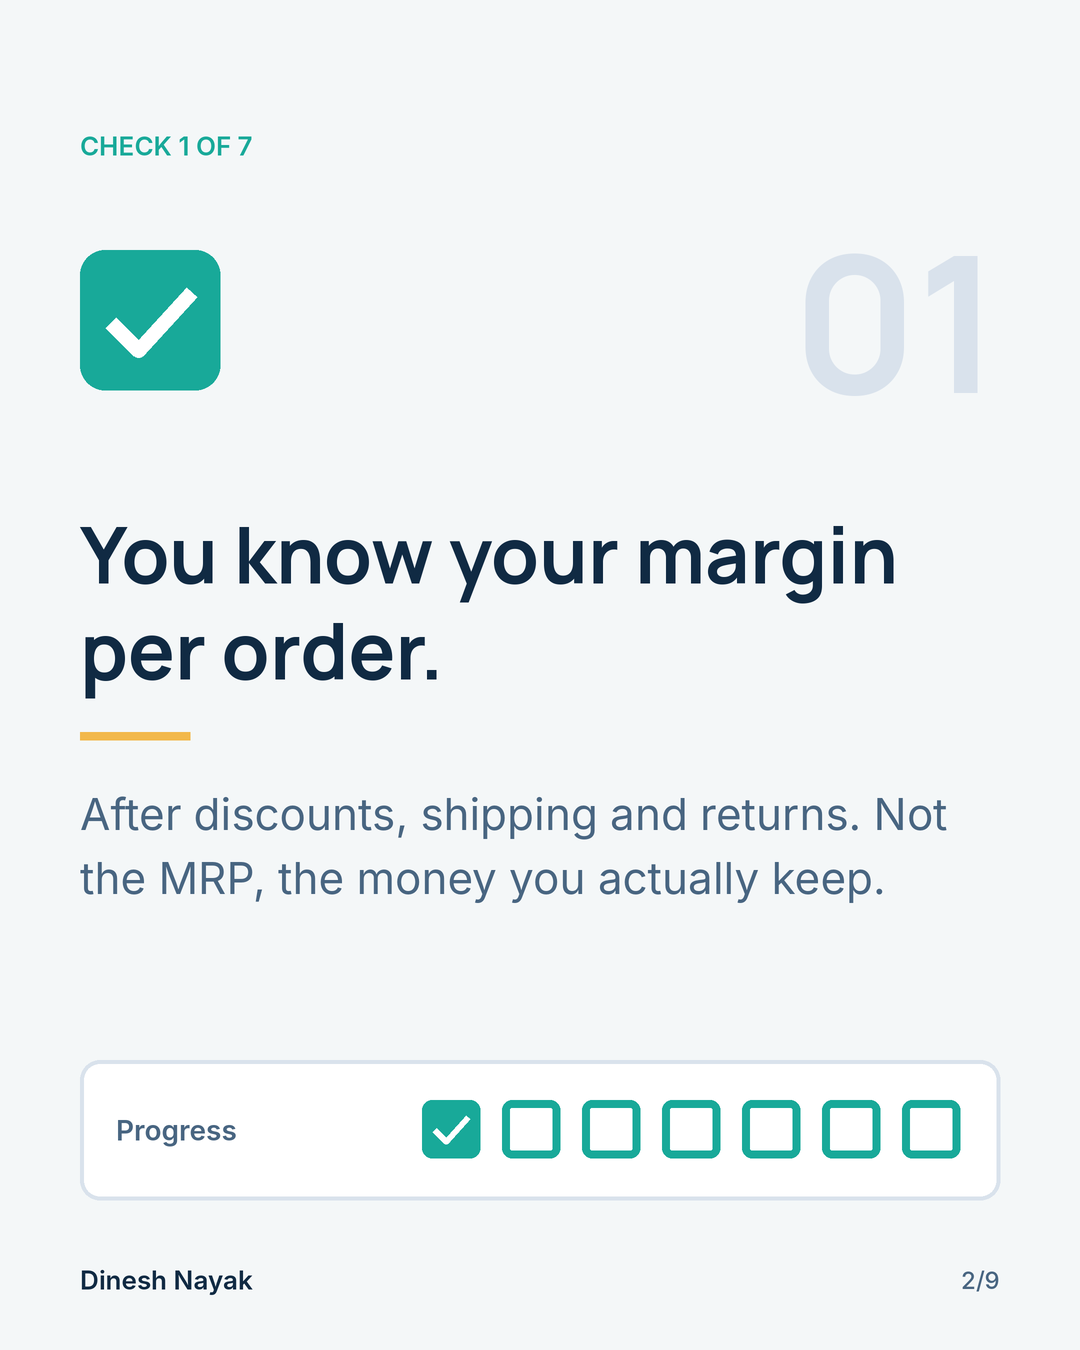 CHECK 1 OF 7
01
You know your margin
per order.
After discounts, shipping and returns. Not
the MRP, the money you actually keep.
Progress
Dinesh Nayak
2/9